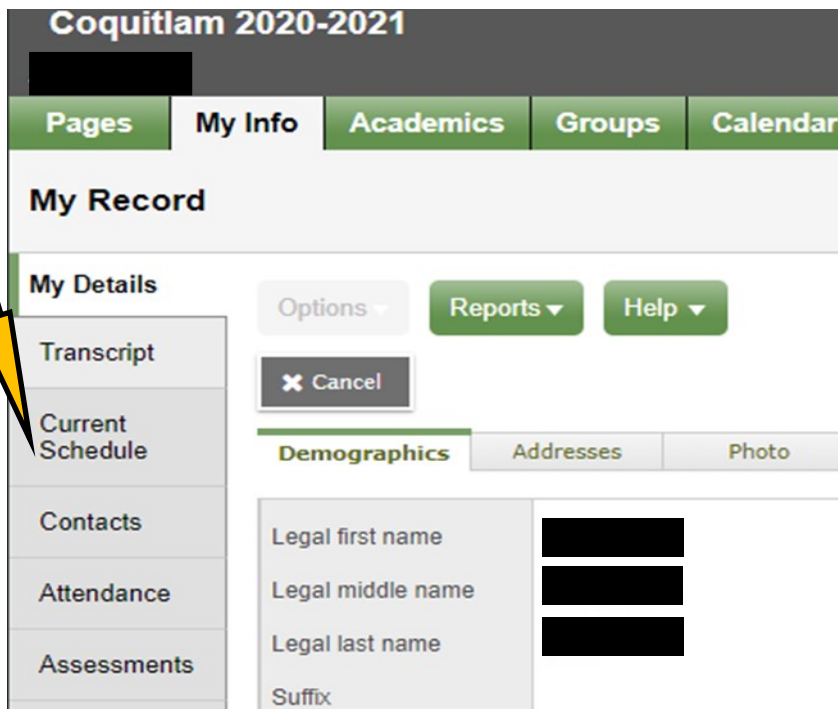 Coquitlam 2020-2021
Pages My Info Academics Groups Calendar
My Record
My Details
Options Reports Help
Transcript
Cancel
Current
Schedule
Demographics Addresses Photo
Contacts
Legal first name
Attendance
Legal middle name
Legal last name
Assessments
Suffix